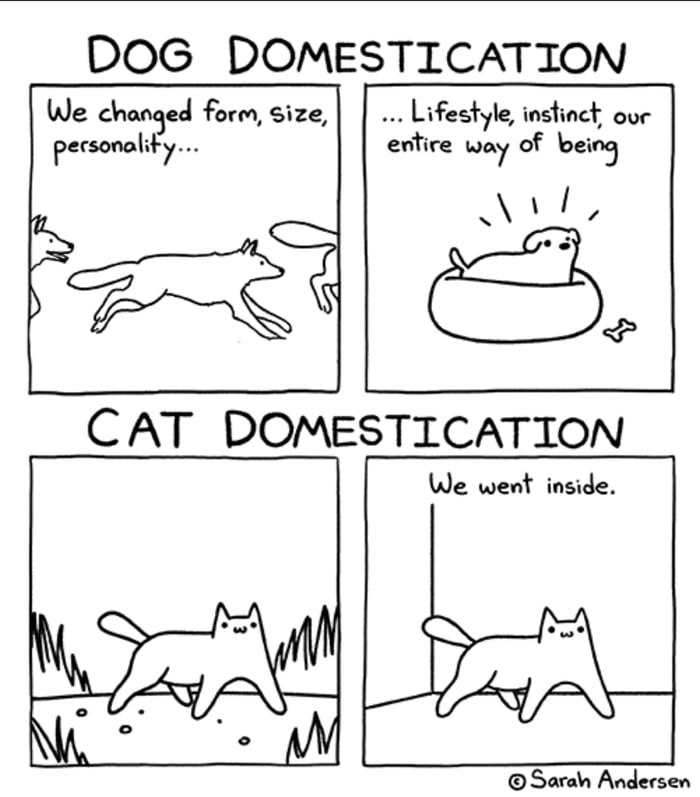 DOG DOMESTICATION
We changed form, size,
personality...
... Lifestyle, instinct, our
entire way of being
CAT DOMESTICATION
We went inside.
© Sarah Andersen